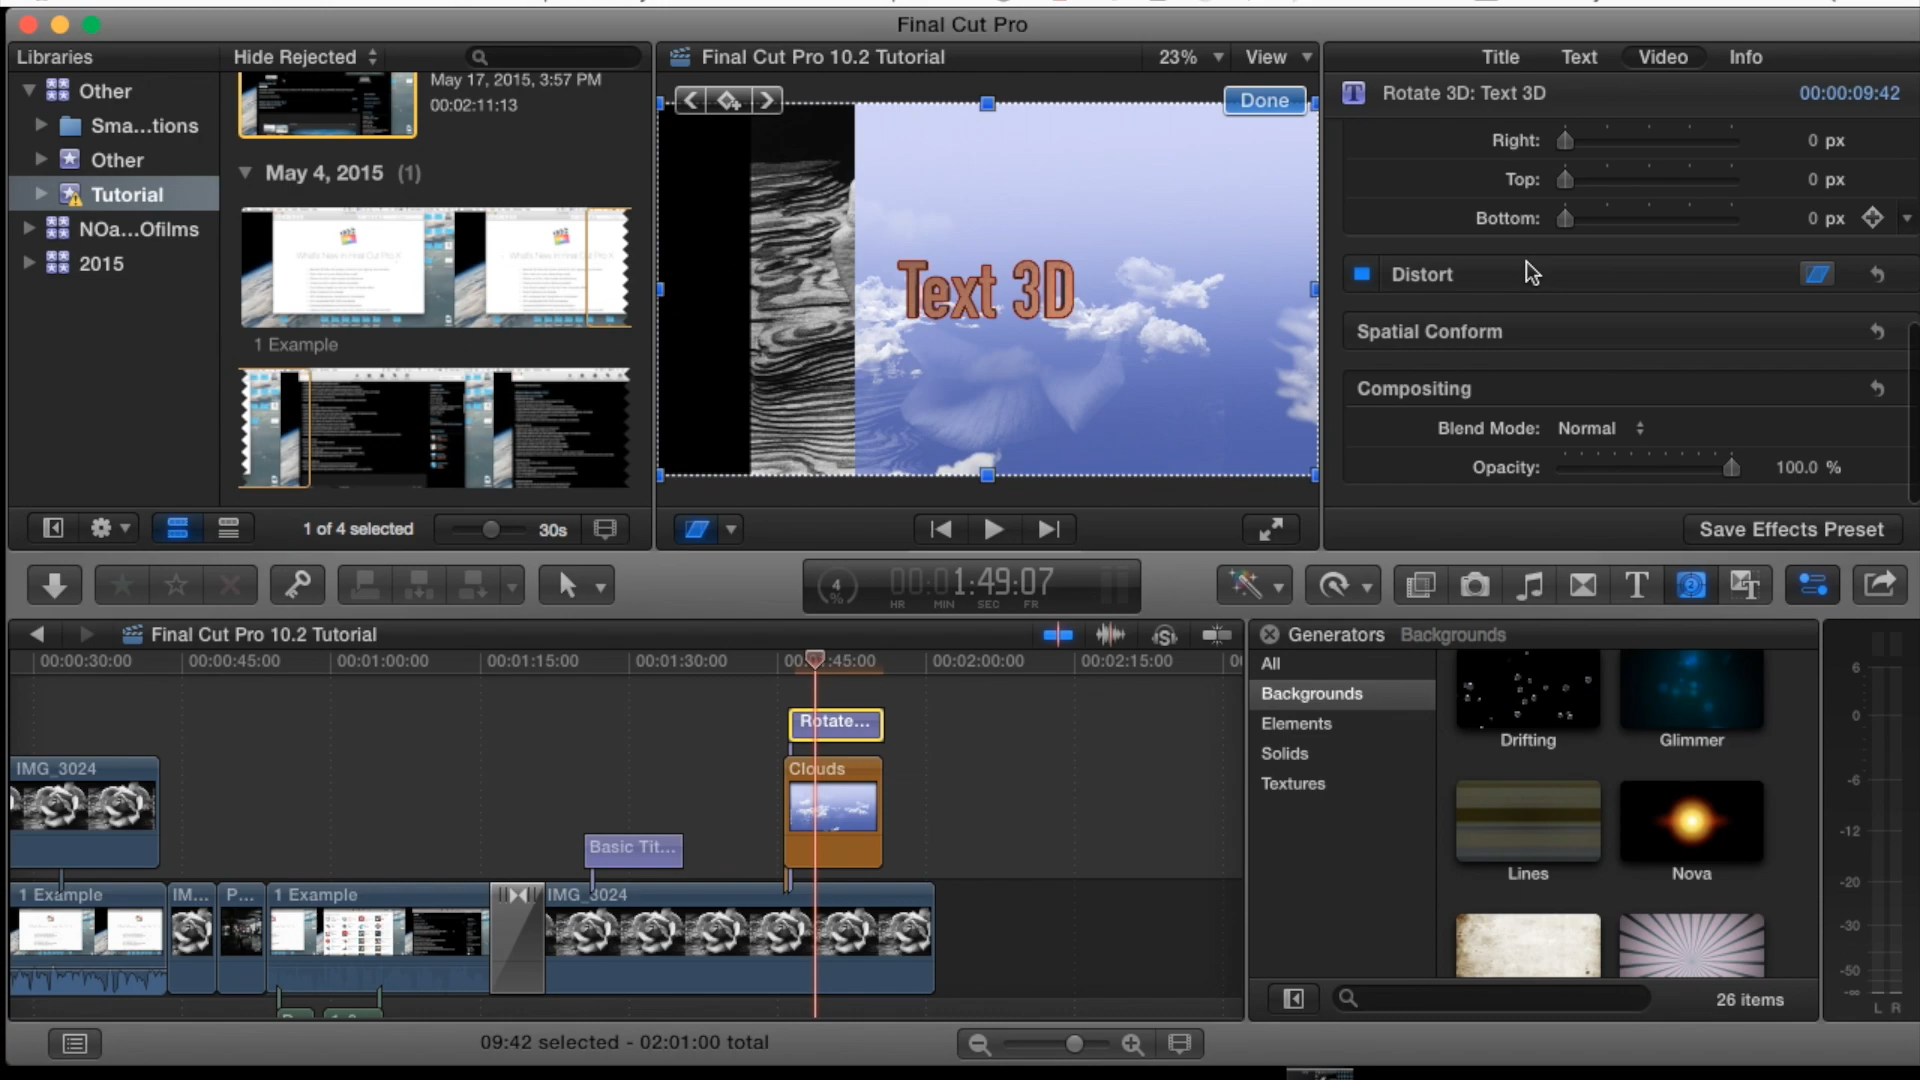 Final Cut Pro
Libraries
Hide Rejected
Final Cut Pro 10.2 Tutorial
23%
View
Title
Text
Video
Info
Other
Sma...tions
Other
Tutorial
NOa...Ofilms
2015
May 17, 2015, 3:57 PM
00:02:11:13
May 4, 2015 (1)
1 Example
Done
Text 3D
Rotate 3D: Text 3D
00:00:09:42
Right: 0 px
Top: 0 px
Bottom: 0 px
Distort
Spatial Conform
Compositing
Blend Mode: Normal
Opacity: 100.0 %
1 of 4 selected
30s
Save Effects Preset
4
%
00:01:49:07
HR MIN SEC FR
Final Cut Pro 10.2 Tutorial
00:00:30:00
00:00:45:00
00:01:00:00
00:01:15:00
00:01:30:00
00:02:00:00
00:02:15:00
Rotate...
IMG_3024
Clouds
Basic Tit...
1 Example
IM...
P...
1 Example
IMG_3024
Generators Backgrounds
All
Backgrounds
Elements
Solids
Textures
Drifting
Glimmer
Lines
Nova
26 items
6
0
-6
-12
-20
-30
-50
-∞
L R
09:42 selected - 02:01:00 total